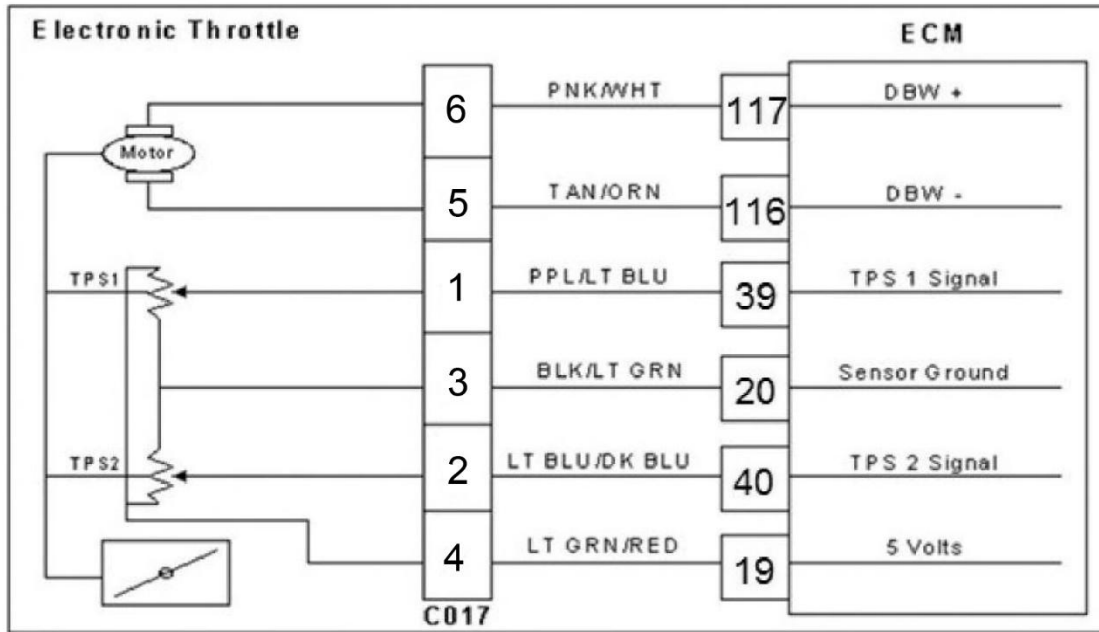 Electronic Throttle
ECM
6 PNK/WHT 117 DBW +
Motor
5 TAN/ORN 116 DBW -
TPS1 1 PPL/LT BLU 39 TPS 1 Signal
3 BLK/LT GRN 20 Sensor Ground
TPS2 2 LT BLU/DK BLU 40 TPS 2 Signal
4 LT GRN/RED 19 5 Volts
C017